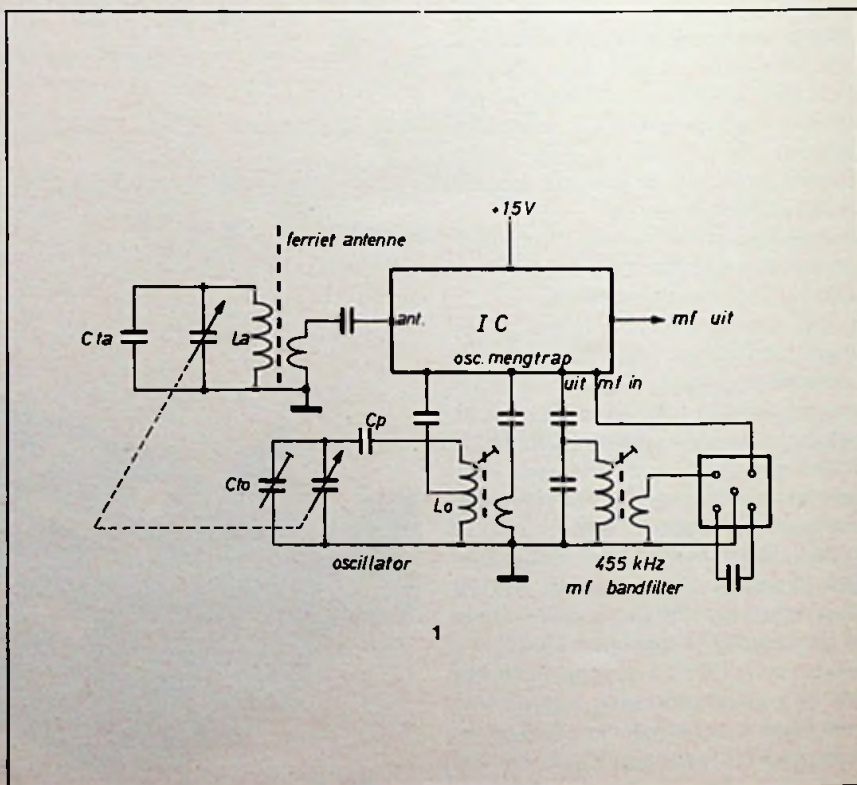 +15V
ferriet antenne
Cta
La
ant.
IC
mf uit
osc. mengtrap
uit mf in
Cp
Cto
Lo
oscillator
455 kHz
mf bandfilter
1